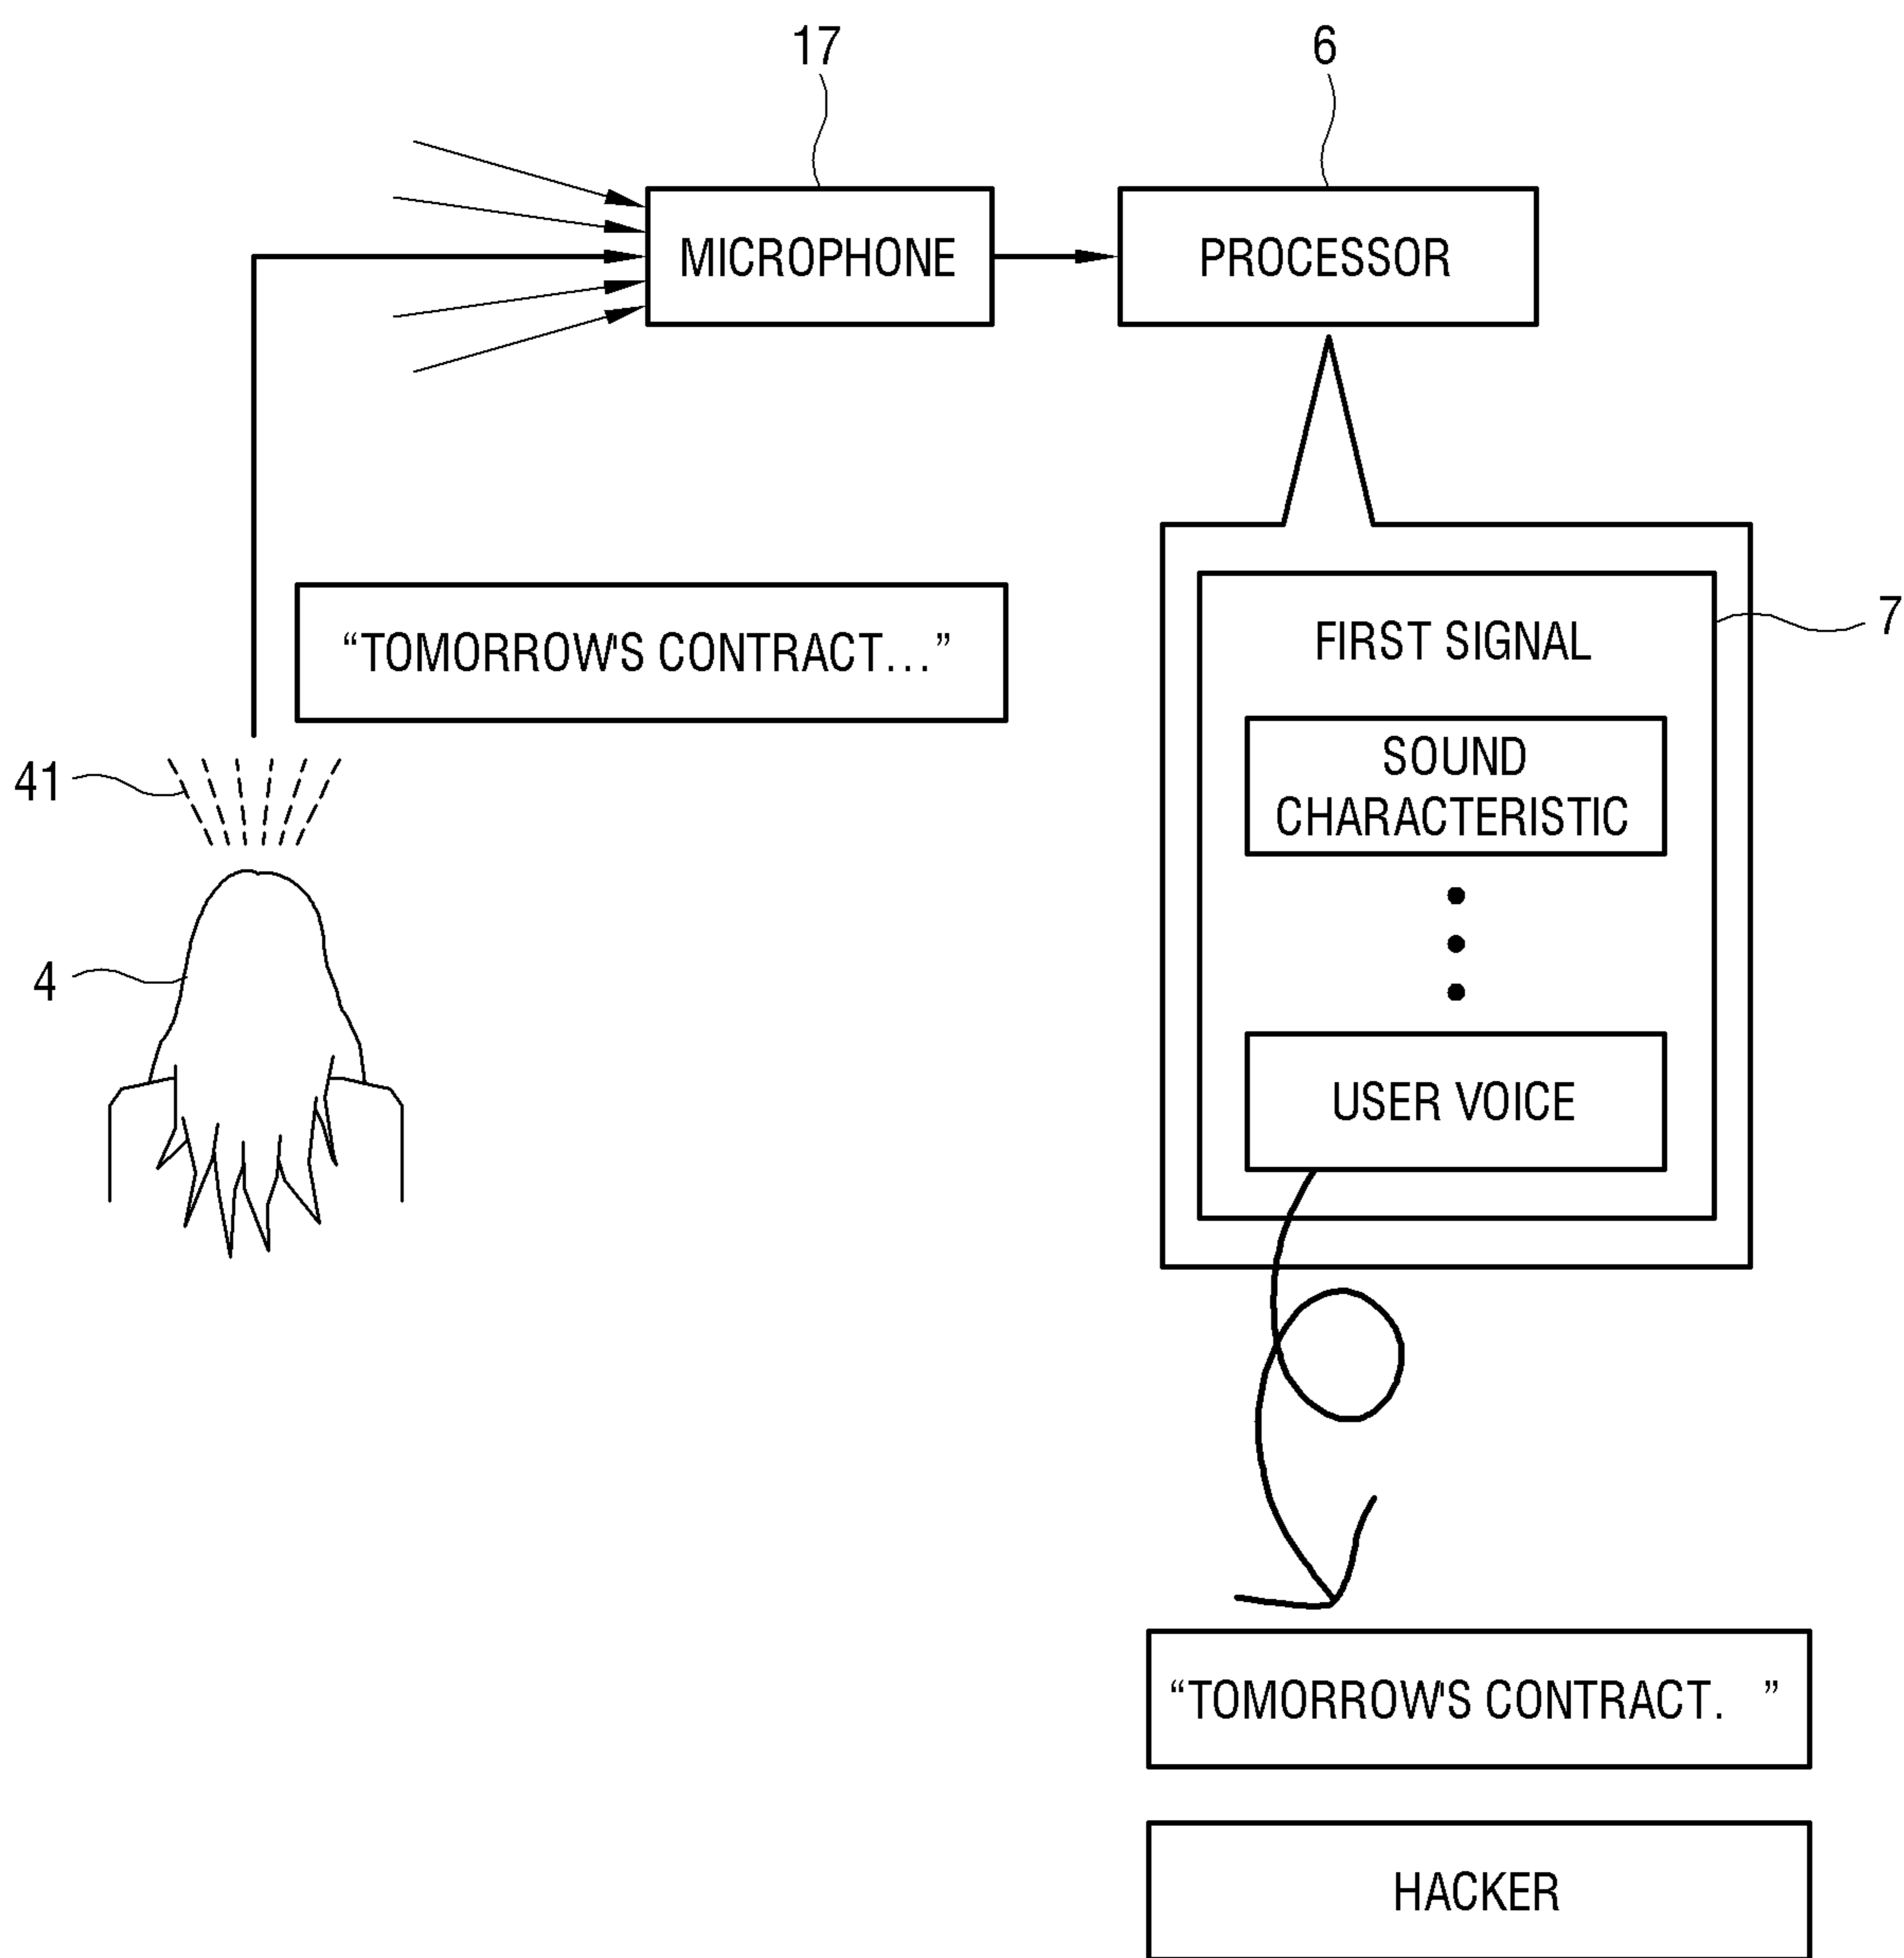 17
6
MICROPHONE
PROCESSOR
“TOMORROW'S CONTRACT...”
FIRST SIGNAL
7
SOUND
CHARACTERISTIC
41
4
USER VOICE
“TOMORROW'S CONTRACT. ”
HACKER